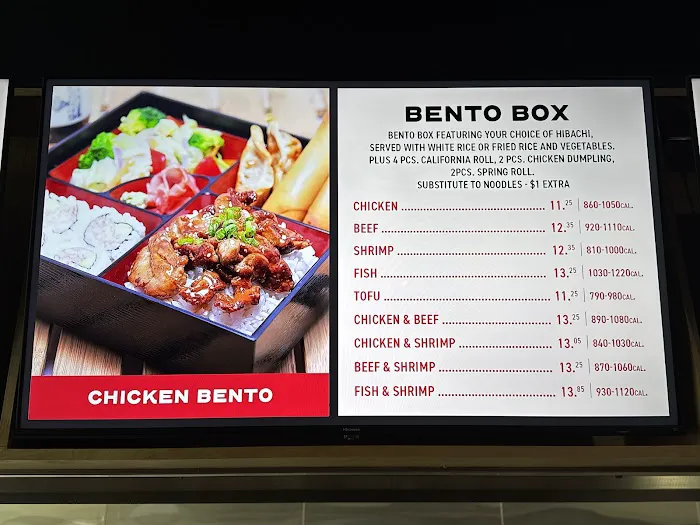 BENTO BOX
BENTO BOX FEATURING YOUR CHOICE OF HIBACHI,
SERVED WITH WHITE RICE OR FRIED RICE AND VEGETABLES.
PLUS 4 PCS. CALIFORNIA ROLL, 2 PCS. CHICKEN DUMPLING,
2PCS. SPRING ROLL.
SUBSTITUTE TO NOODLES - $1 EXTRA
CHICKEN 11.25 860-1050CAL.
BEEF 12.35 920-1110CAL.
SHRIMP 12.35 810-1000CAL.
FISH 13.25 1030-1220CAL.
TOFU 11.25 790-980CAL.
CHICKEN & BEEF 13.25 890-1080CAL.
CHICKEN & SHRIMP 13.05 840-1030CAL.
BEEF & SHRIMP 13.25 870-1060CAL.
FISH & SHRIMP 13.85 930-1120CAL.
CHICKEN BENTO
Hisense